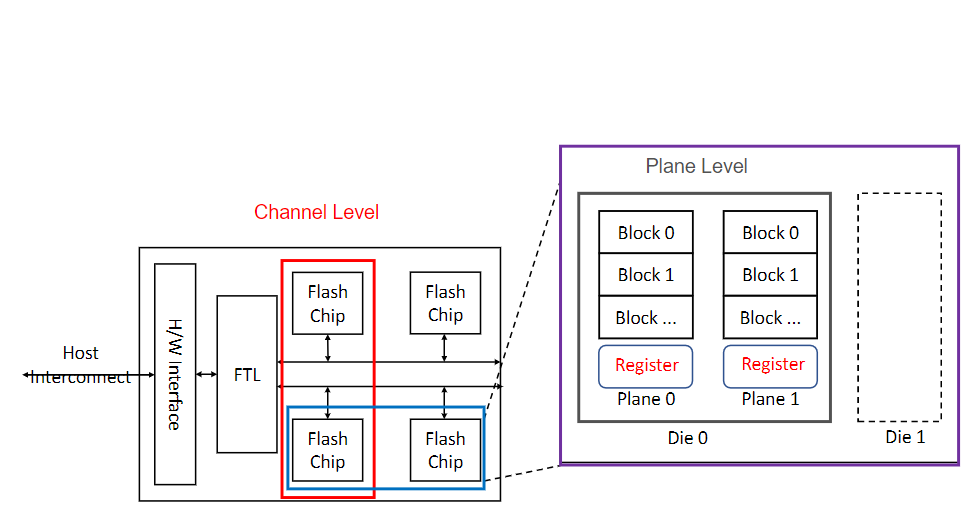 Channel Level
Host
Interconnect
H/W Interface
FTL
Flash
Chip
Flash
Chip
Flash
Chip
Flash
Chip
Plane Level
Block 0
Block 1
Block ...
Register
Plane 0
Block 0
Block 1
Block ...
Register
Plane 1
Die 0
Die 1